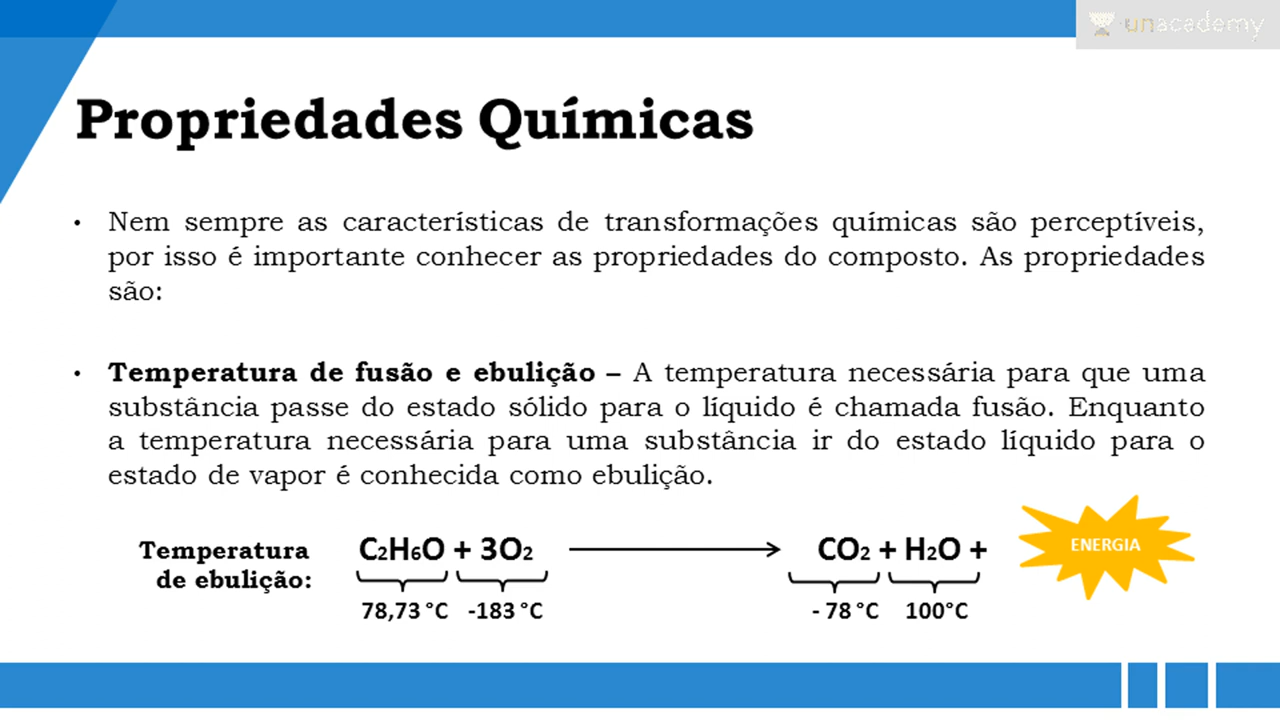 unacademy
Propriedades Químicas
• Nem sempre as características de transformações químicas são perceptíveis,
por isso é importante conhecer as propriedades do composto. As propriedades
são:
• Temperatura de fusão e ebulição – A temperatura necessária para que uma
substância passe do estado sólido para o líquido é chamada fusão. Enquanto
a temperatura necessária para uma substância ir do estado líquido para o
estado de vapor é conhecida como ebulição.
Temperatura
de ebulição:
C2H6O + 3O2 → CO2 + H2O + ENERGIA
78,73 °C -183 °C - 78 °C 100°C